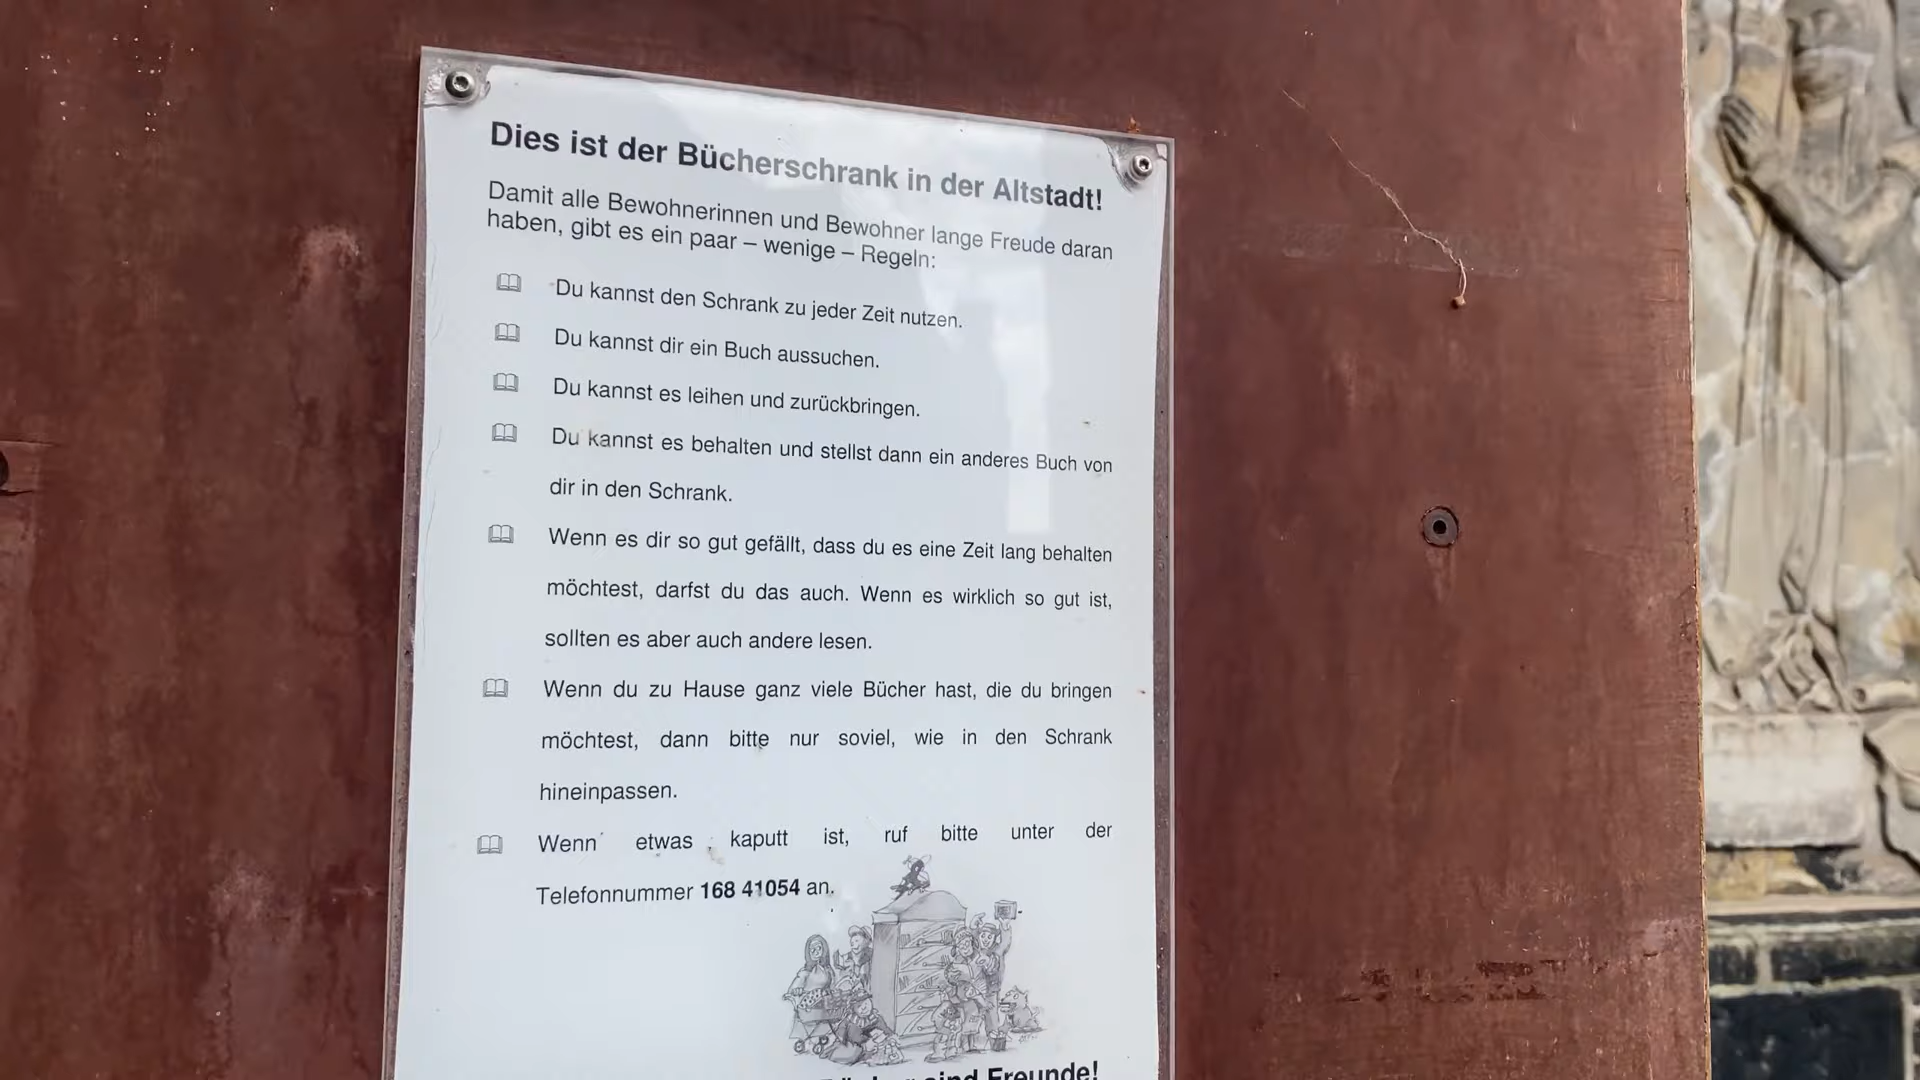 Dies ist der Bücherschrank in der Altstadt!
Damit alle Bewohnerinnen und Bewohner lange Freude daran
haben, gibt es ein paar – wenige – Regeln:
Du kannst den Schrank zu jeder Zeit nutzen.
Du kannst dir ein Buch aussuchen.
Du kannst es leihen und zurückbringen.
Du kannst es behalten und stellst dann ein anderes Buch von
dir in den Schrank.
Wenn es dir so gut gefällt, dass du es eine Zeit lang behalten
möchtest, darfst du das auch. Wenn es wirklich so gut ist,
sollten es aber auch andere lesen.
Wenn du zu Hause ganz viele Bücher hast, die du bringen
möchtest, dann bitte nur soviel, wie in den Schrank
hineinpassen.
Wenn etwas kaputt ist, ruf bitte unter der
Telefonnummer 168 41054 an.
sind Freunde!